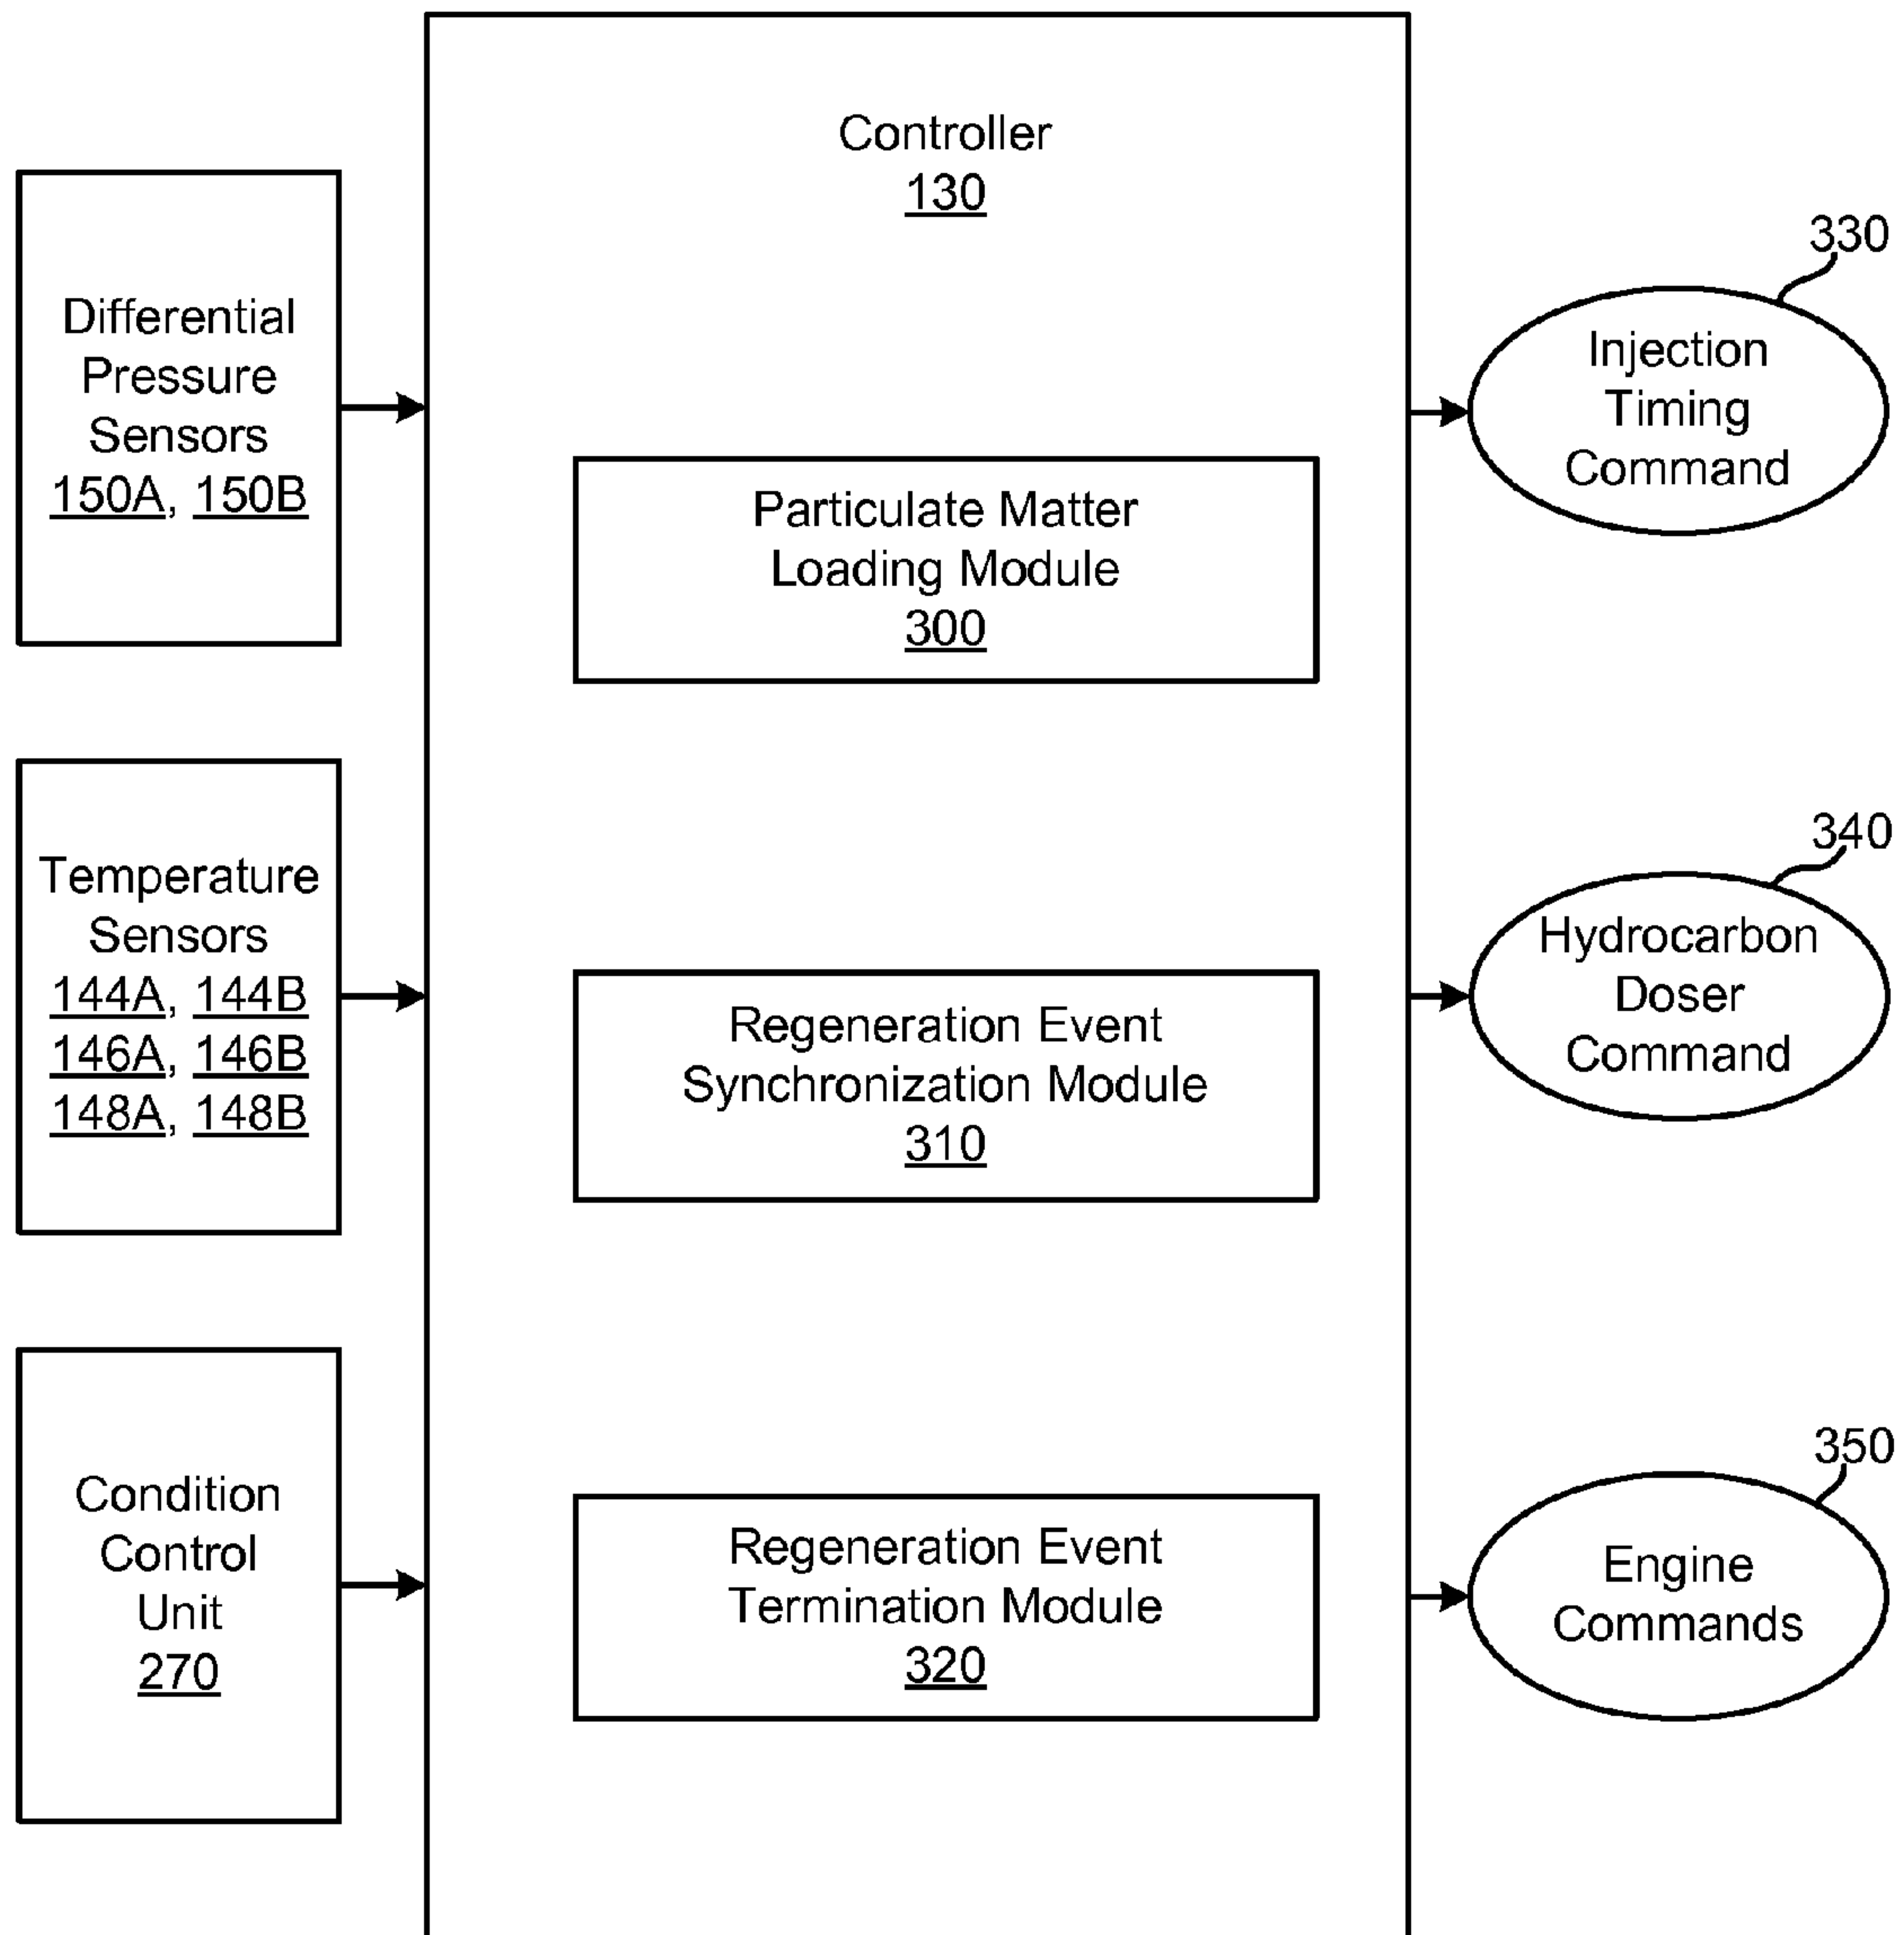 Controller
130
Differential
Pressure
Sensors
150A, 150B
Temperature
Sensors
144A, 144B
146A, 146B
148A, 148B
Condition
Control
Unit
270
Particulate Matter
Loading Module
300
Regeneration Event
Synchronization Module
310
Regeneration Event
Termination Module
320
330
Injection
Timing
Command
340
Hydrocarbon
Doser
Command
350
Engine
Commands